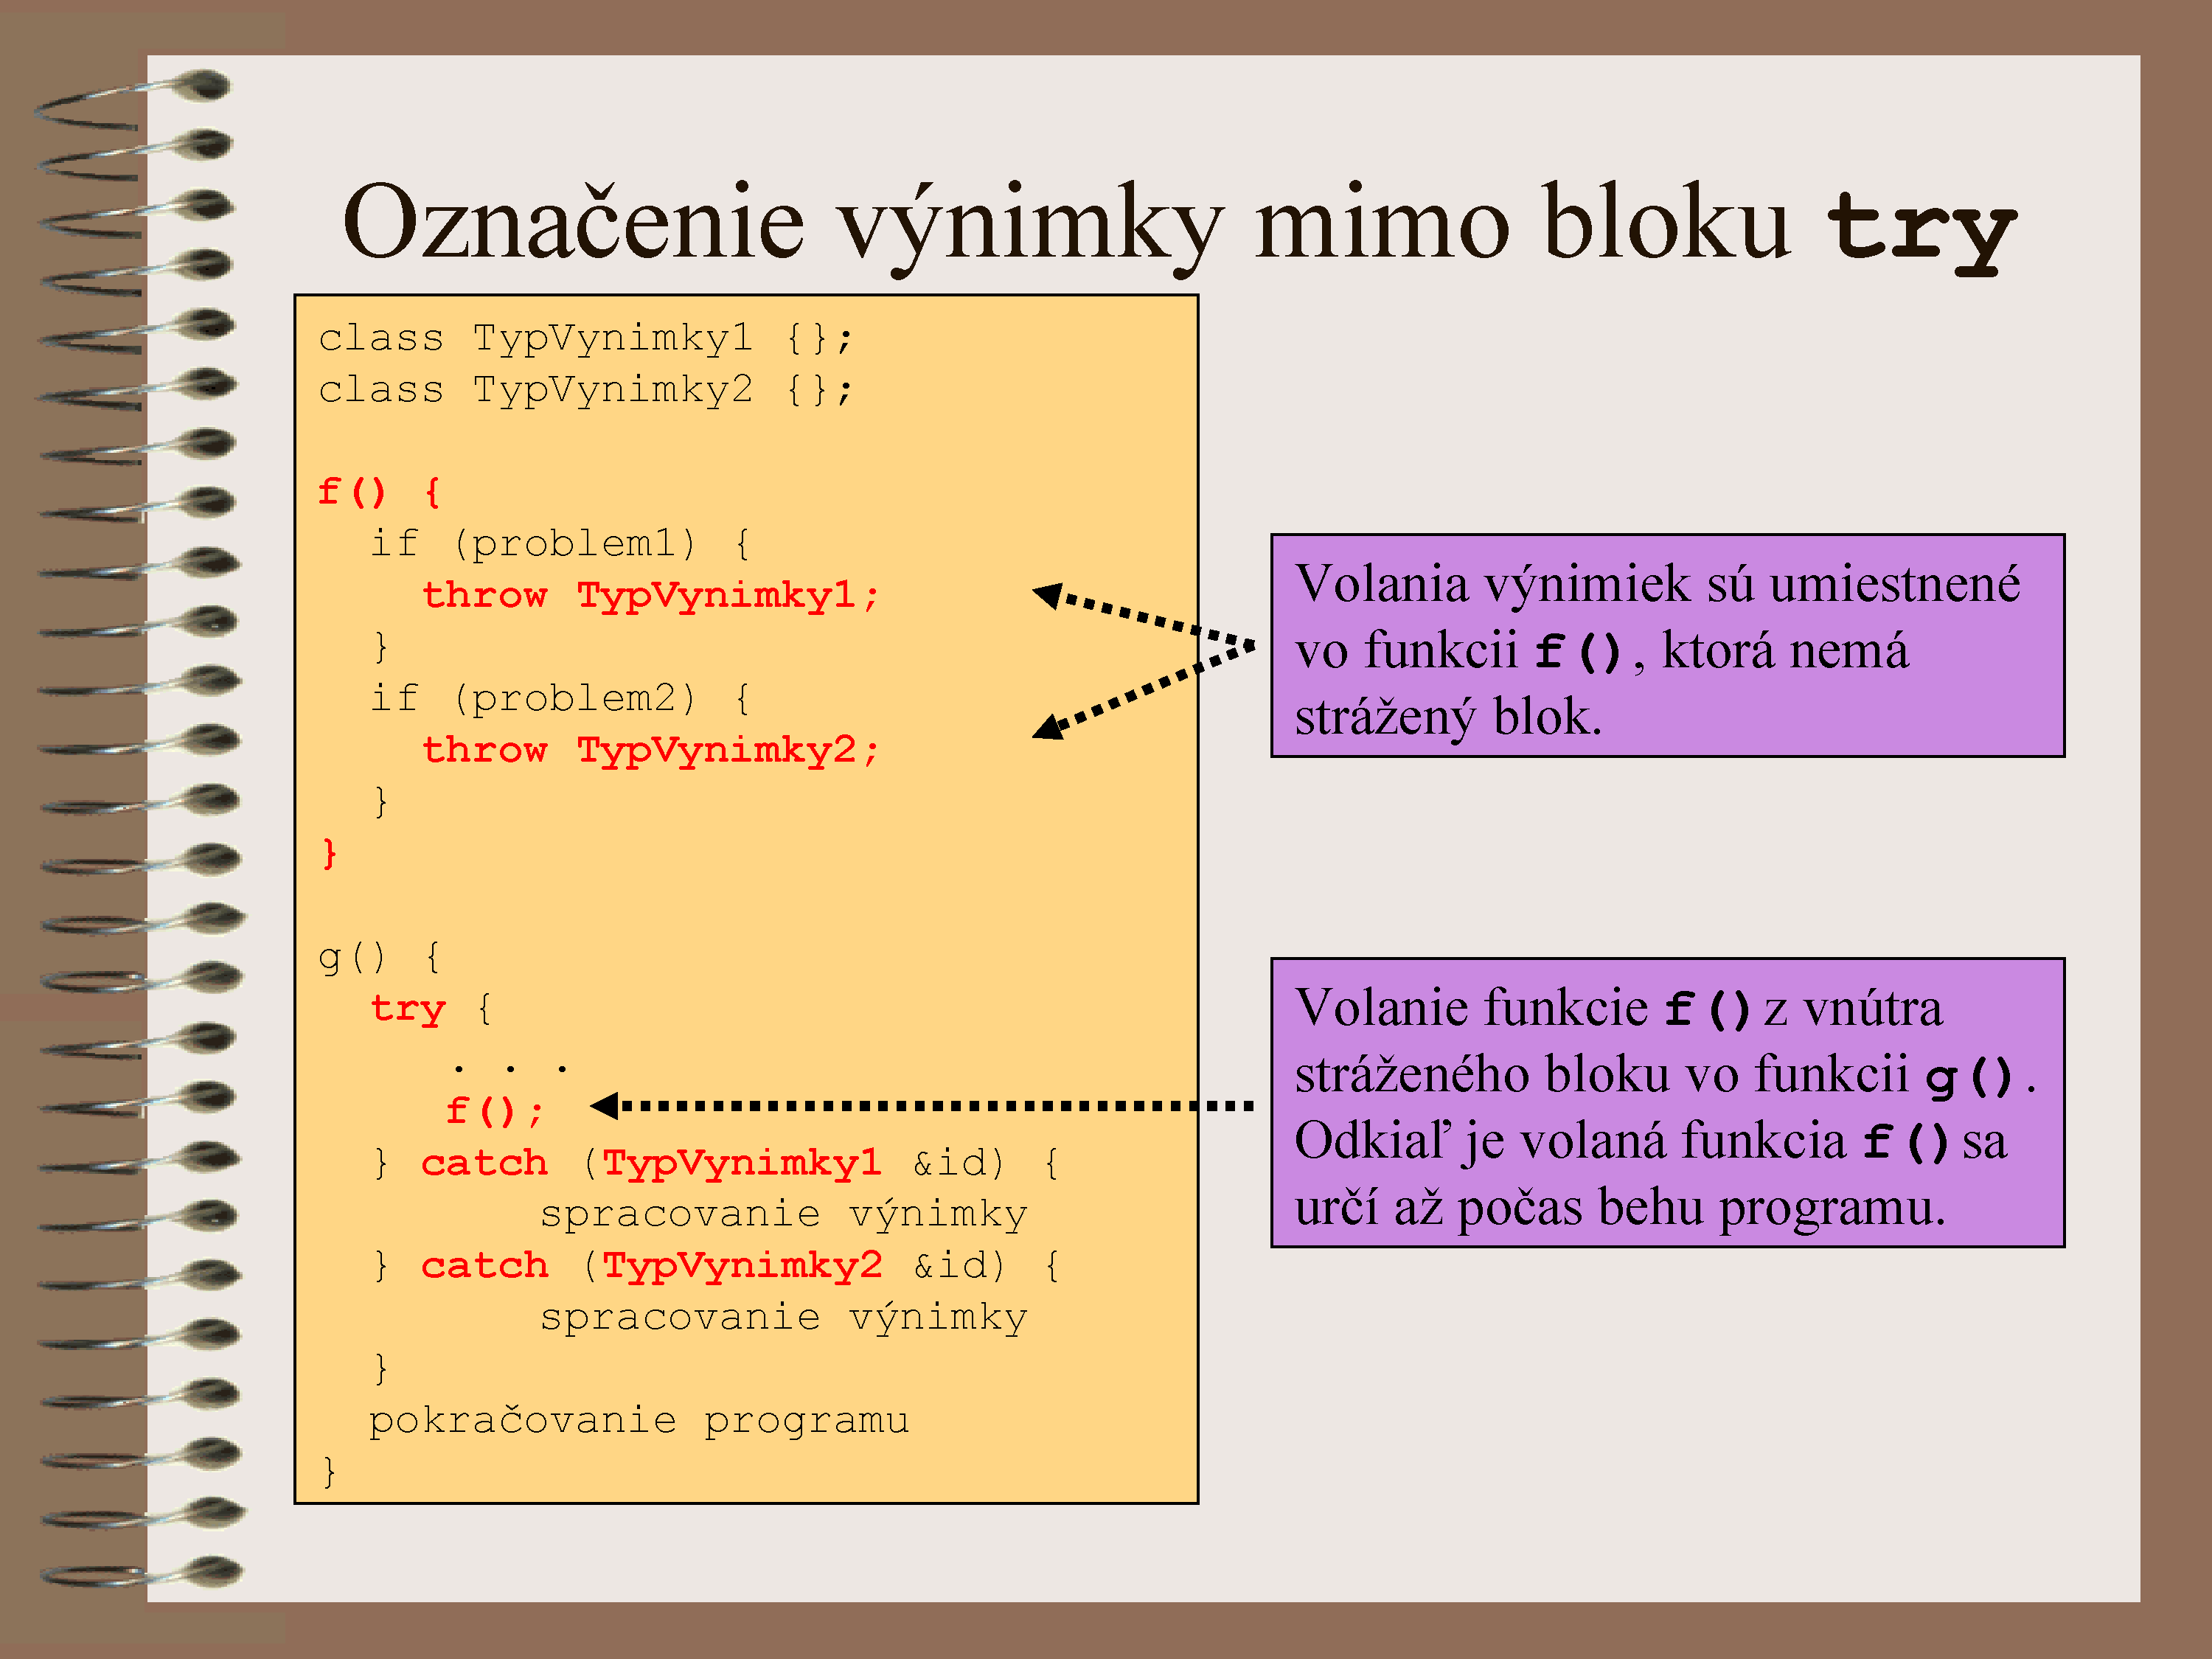 Označenie výnimky mimo bloku try
class TypVynimky1 {};
class TypVynimky2 {};
f() {
if (problem1) {
throw TypVynimky1;
}
if (problem2) {
throw TypVynimky2;
}
}
g() {
try {
. . .
f();
} catch (TypVynimky1 &id) {
spracovanie výnimky
} catch (TypVynimky2 &id) {
spracovanie výnimky
}
pokračovanie programu
}
Volania výnimiek sú umiestnené
vo funkcii f(), ktorá nemá
strážený blok.
Volanie funkcie f() z vnútra
stráženého bloku vo funkcii g().
Odkiaľ je volaná funkcia f() sa
určí až počas behu programu.